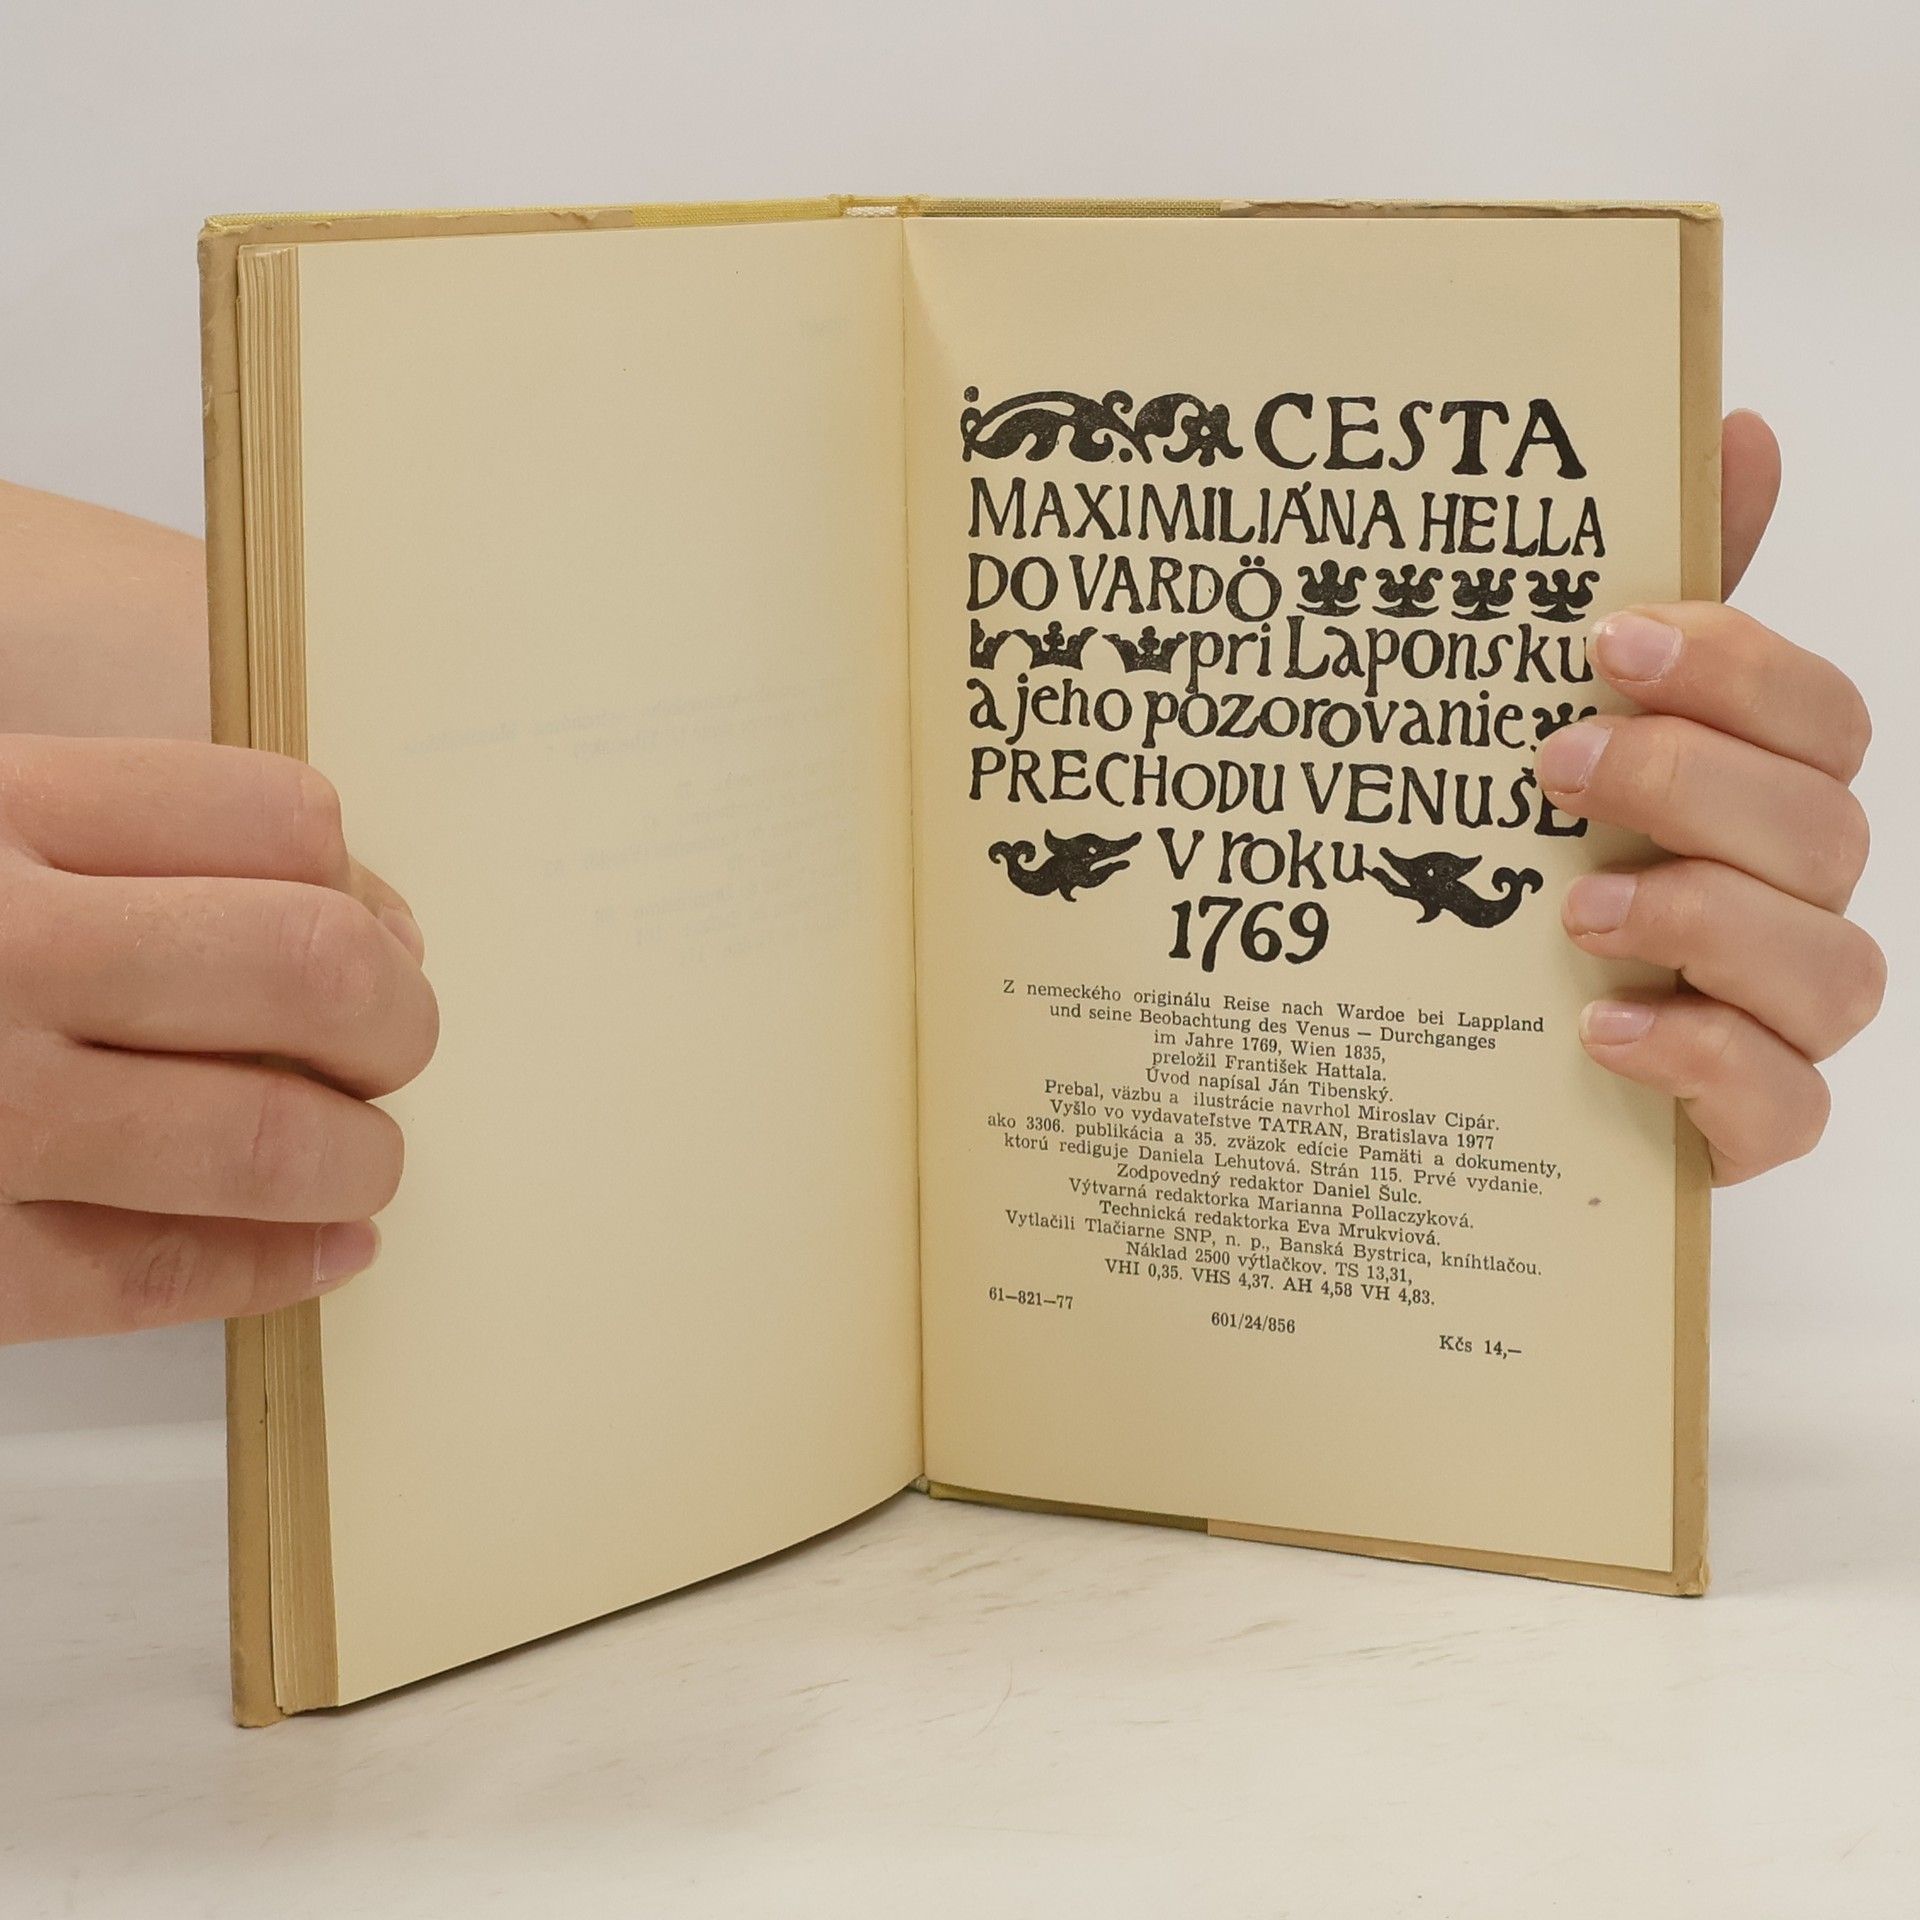 CESTA
MAXIMILIÁNA HELLA
DO VARDÖ
pri Laponsku
a jeho pozorovanie
PRECHODU VENUŠE
v roku
1769
Z nemeckého originálu Reise nach Wardoe bei Lappland
und seine Beobachtung des Venus — Durchganges
im Jahre 1769, Wien 1835,
preložil František Hattala.
Úvod napísal Ján Tibenský.
Prebal, väzbu a ilustrácie navrhol Miroslav Cipár.
Vyšlo vo vydavateľstve TATRAN, Bratislava 1977
ako 3306. publikácia a 35. zväzok edície Pamäti a dokumenty,
ktorú rediguje Daniela Lehutová. Strán 115. Prvé vydanie.
Zodpovedný redaktor Daniel Šulc.
Výtvarná redaktorka Marianna Pollaczyková.
Technická redaktorka Eva Mrukviová.
Vytlačili Tlačiarne SNP, n. p., Banská Bystrica, kníhtlačou.
Náklad 2500 výtlačkov. TS 13,31,
VHI 0,35. VHS 4,37. AH 4,58 VH 4,83.
61—821—77
601/24/856
Kčs 14,—